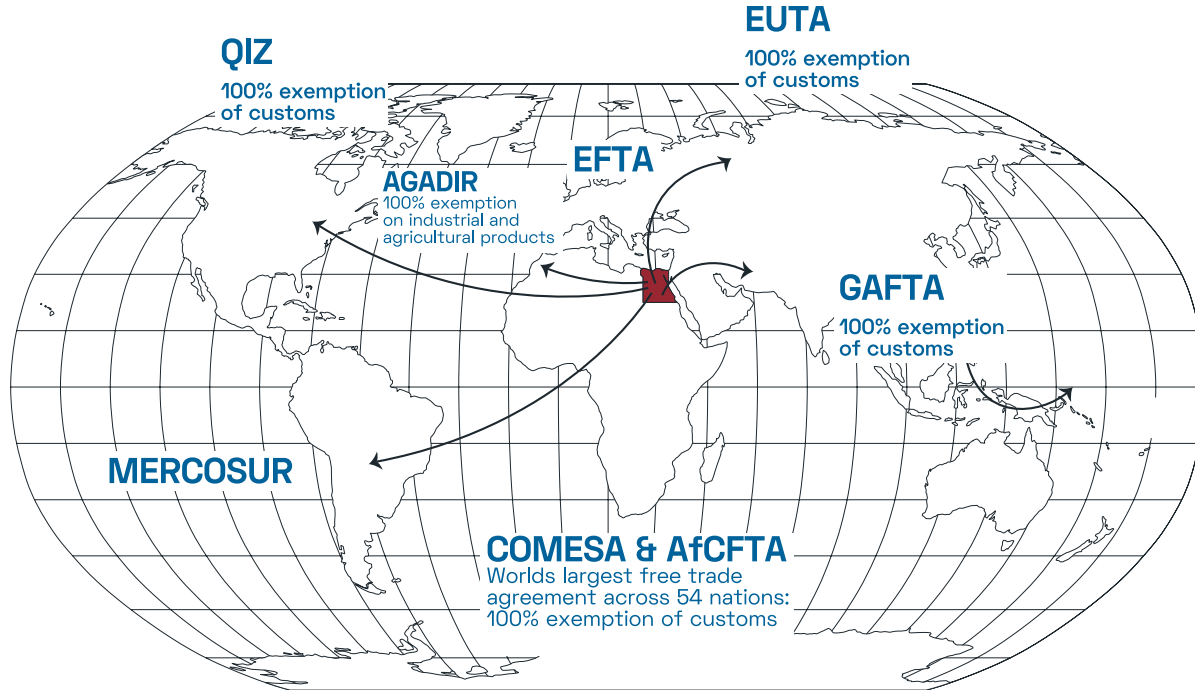 EUTA
100% exemption
of customs
QIZ
100% exemption
of customs
EFTA
AGADIR
100% exemption
on industrial and
agricultural products
GAFTA
100% exemption
of customs
MERCOSUR
COMESA & AfCFTA
Worlds largest free trade
agreement across 54 nations:
100% exemption of customs